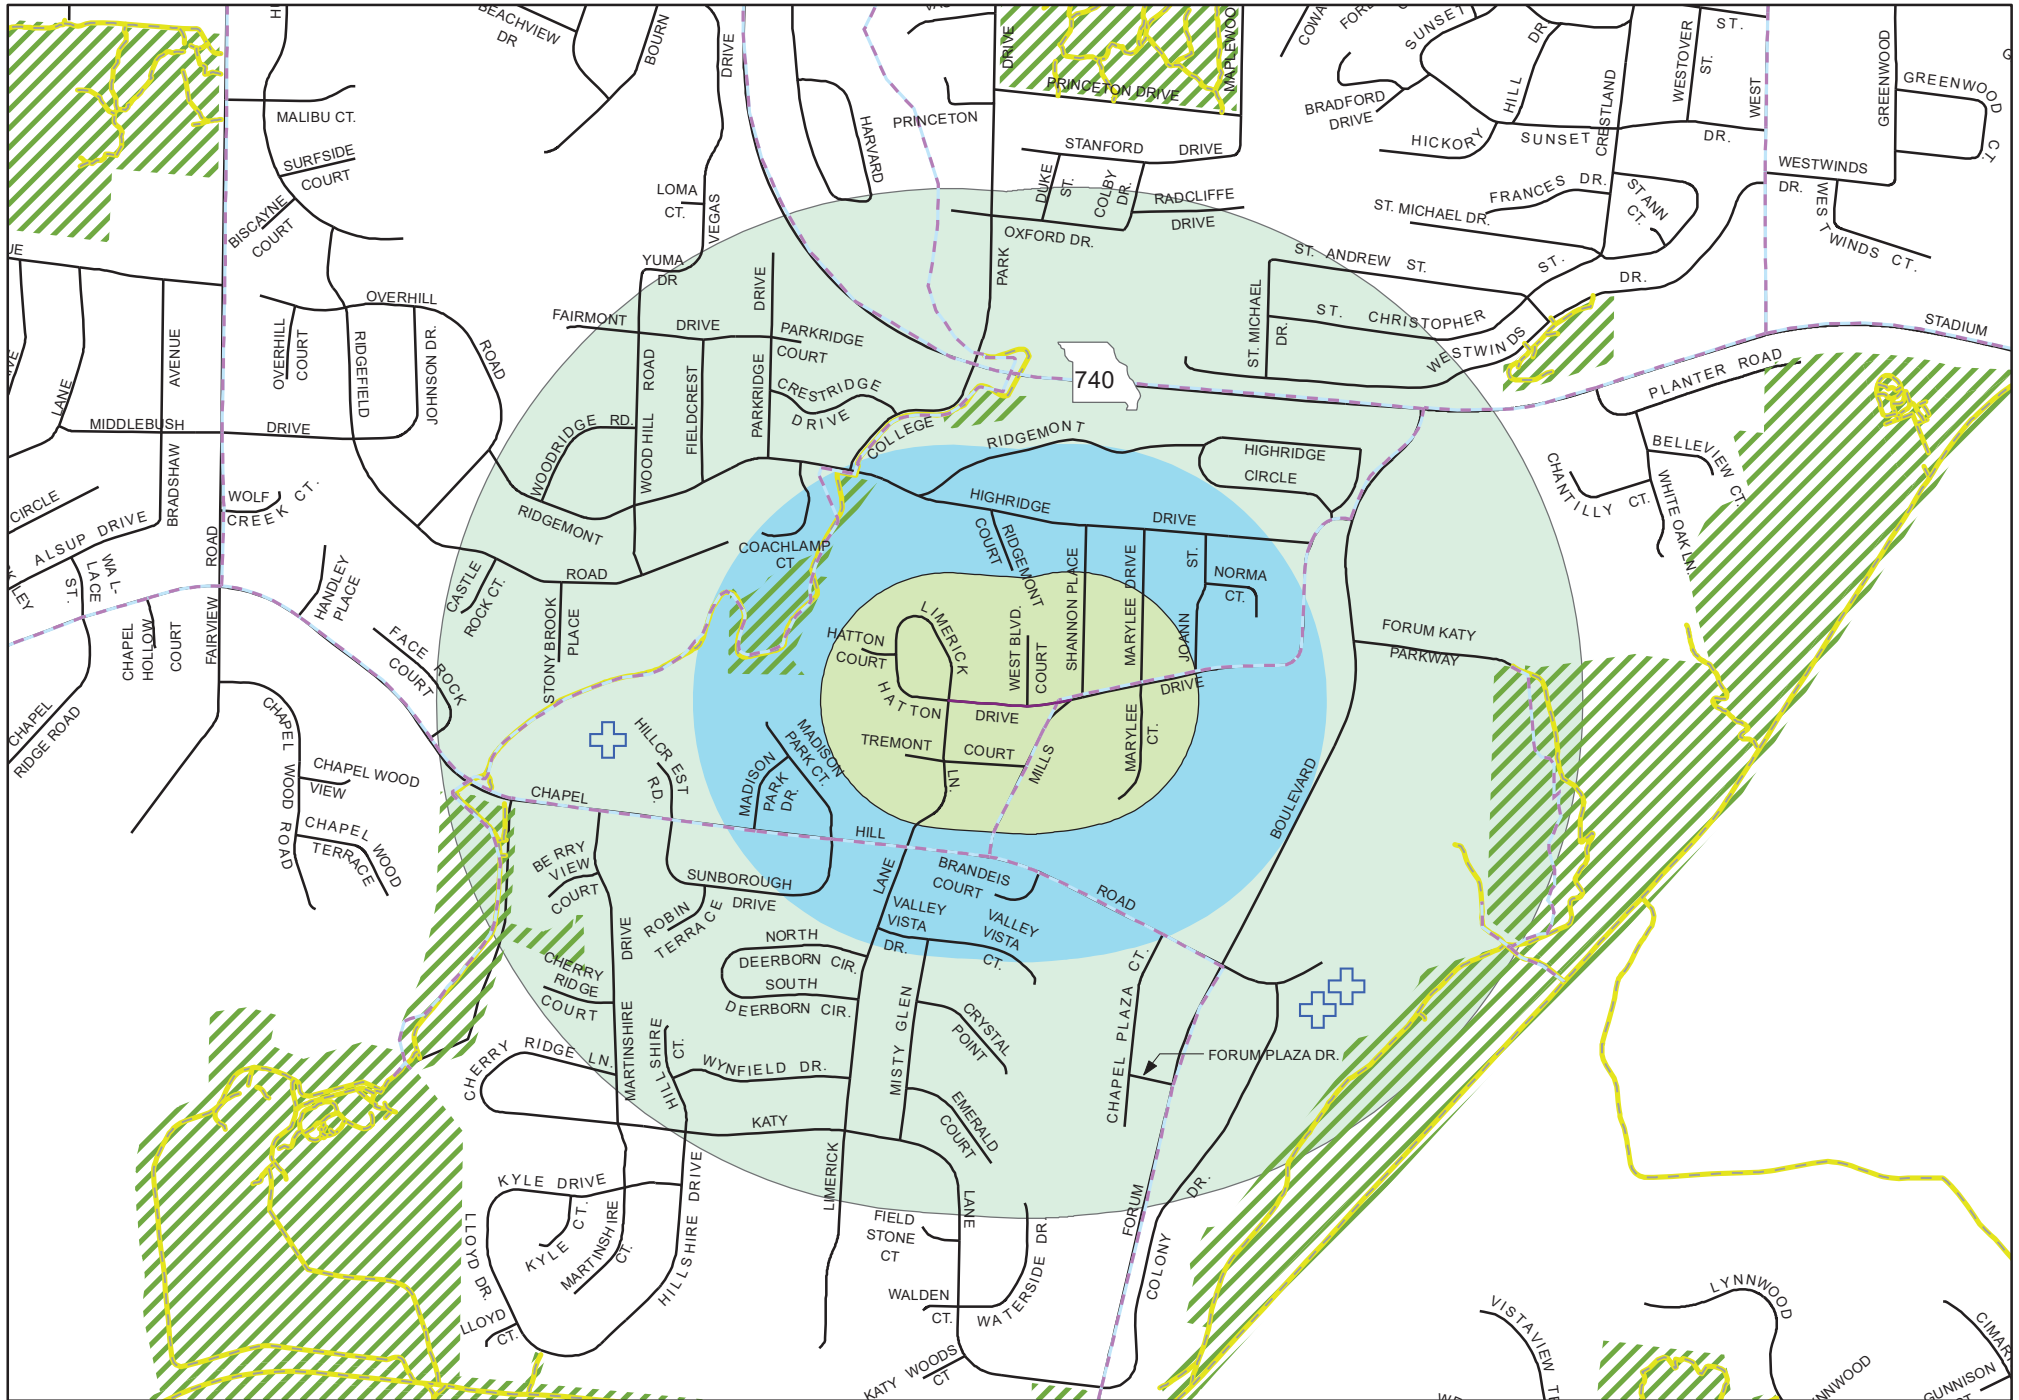 BEACHVIEW
DR
BOURN
DRIVE
DRIVE
MAPLEWOOD
SUNSET
DR.
HILL
WESTOVER
ST.
ST.
WEST
GREENWOOD
GREENWOOD
CT.
MALIBU CT.
SURFSIDE
COURT
BISCAYNE
COURT
LOMA
CT.
VEGAS
HARVARD
PRINCETON
PRINCETON DRIVE
STANFORD DRIVE
DUKE
ST.
COLBY
DR.
RADCLIFFE
DRIVE
OXFORD DR.
PARK
BRADFORD
DRIVE
HICKORY
SUNSET DR.
CRESTLAND
FRANCES DR.
ST ANN
CT.
ST. MICHAEL DR.
WESTWINDS
DR.
WEST WINDS CT.
ST. ANDREW ST.
ST.
DR.
ST. MICHAEL
DR.
ST. CHRISTOPHER
WESTWINDS
STADIUM
PLANTER ROAD
740
YUMA
DR
FAIRMONT DRIVE
DRIVE
PARKRIDGE
PARKRIDGE
COURT
CRESTRIDGE
DRIVE
OVERHILL
ROAD
OVERHILL
COURT
RIDGEFIELD
JOHNSON DR.
AVENUE
BRADSHAW
LANE
MIDDLEBUSH DRIVE
WOODRIDGE RD.
ROAD
WOOD HILL
FIELDCREST
COLLEGE
RIDGEMONT
HIGHRIDGE
CIRCLE
BELLEVIEW CT.
CHANTILLY CT.
WHITE OAK LN.
CIRCLE
ALSUP DRIVE
WOLF
CREEK CT.
ROAD
FAIRVIEW
WAL-
LACE
ST.
HANDLEY
PLACE
RIDGEMONT
ROAD
CASTLE
ROCK CT.
STONY BROOK
PLACE
COACHLAMP
CT
HIGHRIDGE DRIVE
RIDGEMONT
COURT
SHANNON PLACE
MARYLEE DRIVE
ST.
JOANN
NORMA
CT.
CHAPEL
HOLLOW
COURT
FACE ROCK
COURT
HATTON
COURT
LIMERICK
WEST BLVD.
COURT
HATTON DRIVE
DRIVE
FORUM KATY
PARKWAY
CHAPEL
RIDGE ROAD
CHAPEL WOOD ROAD
CHAPEL WOOD
VIEW
CHAPEL WOOD
TERRACE
HILLCREST
RD.
MADISON
PARK
DR.
MADISON
PARK CT.
TREMONT COURT
LN.
MILLS
MARYLEE
CT.
BOULEVARD
CHAPEL HILL ROAD
BERRY
VIEW
COURT
SUNBOROUGH
DRIVE
ROBIN
TERRACE
LANE
BRANDEIS
COURT
VALLEY
VISTA
DR.
VALLEY
VISTA
CT.
NORTH
DEERBORN CIR.
SOUTH
DEERBORN CIR.
DRIVE
MARTINSHIRE
CHERRY
RIDGE
COURT
CHERRY RIDGE LN.
HILLSHIRE
CT.
WYNFIELD DR.
MISTY GLEN
CRYSTAL
POINT
EMERALD
COURT
CHAPEL PLAZA CT.
FORUM PLAZA DR.
KATY
LANE
LIMERICK
KYLE DRIVE
KYLE CT.
MARTINSHIRE
CT.
HILLSHIRE DRIVE
LLOYD DR.
LLOYD
CT.
FIELD
STONE
CT
WALDEN
CT.
WATERSIDE DR.
KATY WOODS
CT
FORUM
COLONY
DR.
VISTAVIEW
LYNNWOOD
GUNNISON